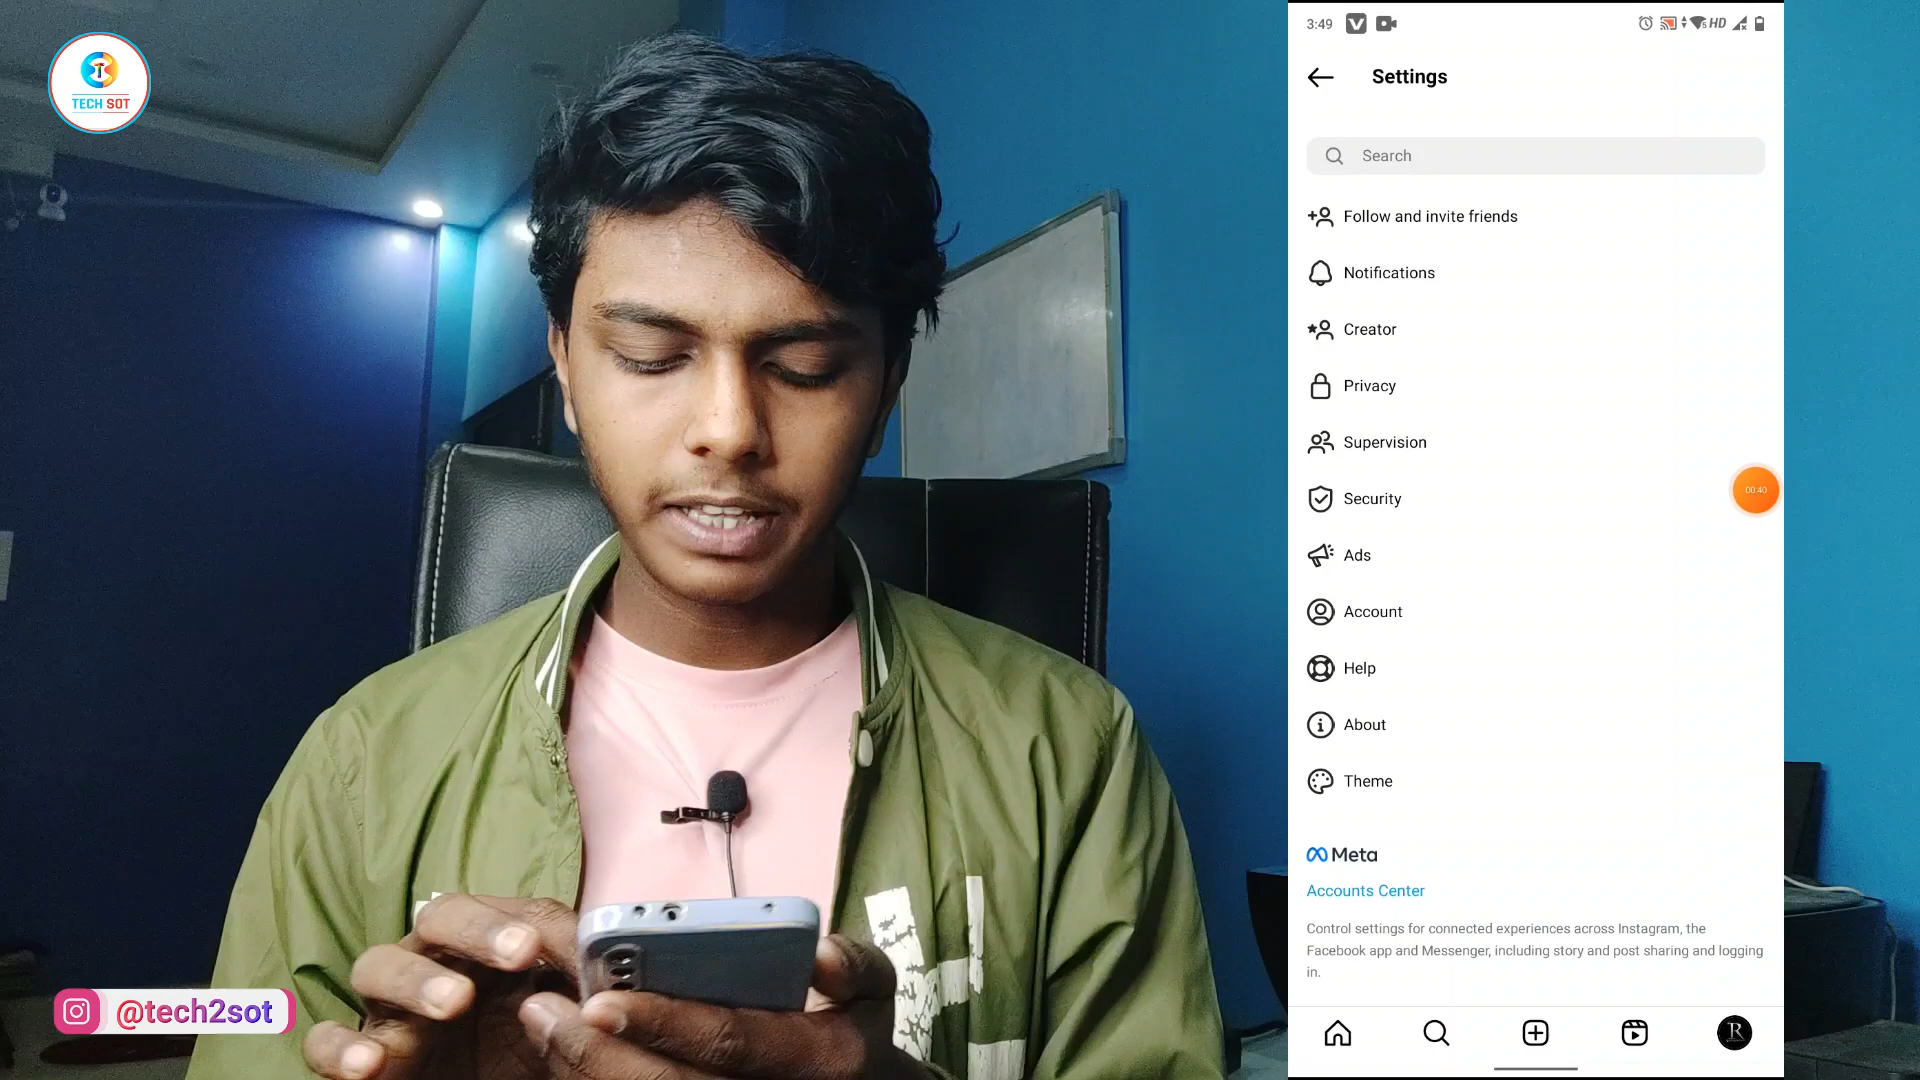 TECH SOT
3:49
HD
Settings
Search
Follow and invite friends
Notifications
Creator
Privacy
Supervision
Security
00:40
Ads
Account
Help
About
Theme
Meta
Accounts Center
Control settings for connected experiences across Instagram, the
Facebook app and Messenger, including story and post sharing and logging
in.
R
@tech2sot